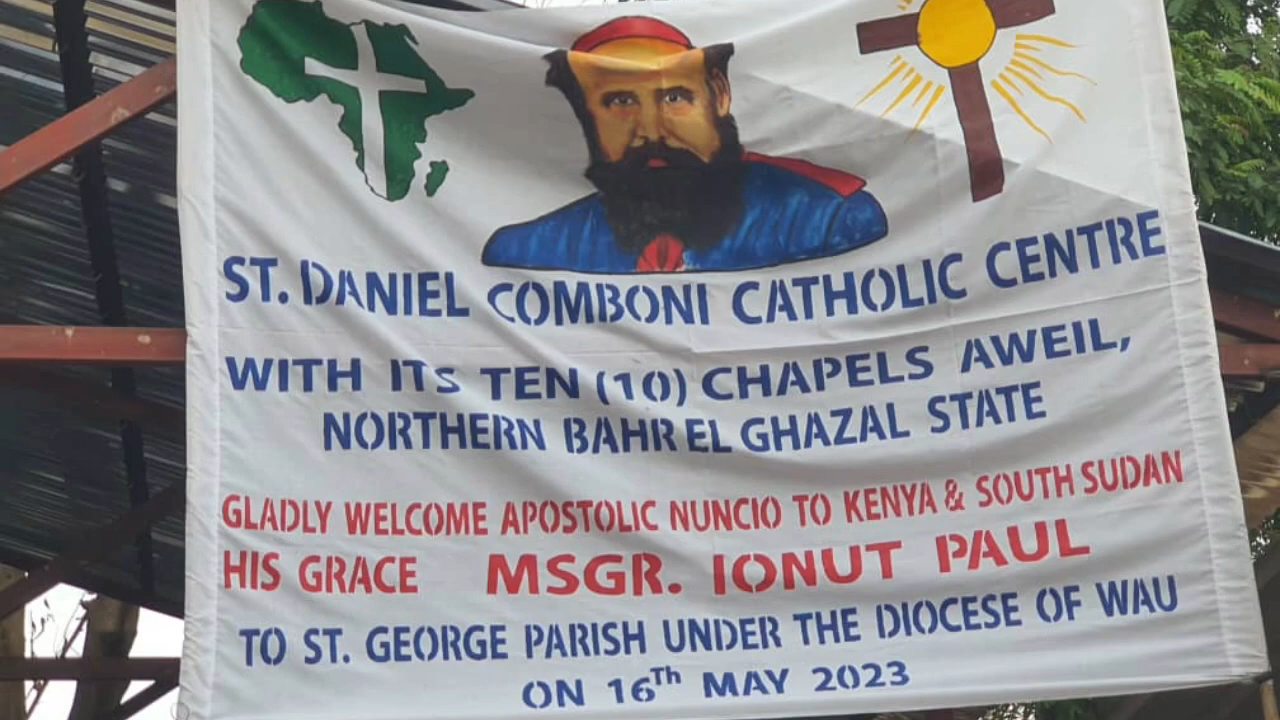 ST. DANIEL COMBONI CATHOLIC CENTRE
WITH ITS TEN (10) CHAPELS AWEIL,
NORTHERN BAHR EL GHAZAL STATE
GLADLY WELCOME APOSTOLIC NUNCIO TO KENYA & SOUTH SUDAN
HIS GRACE MSGR. IONUT PAUL
TO ST. GEORGE PARISH UNDER THE DIOCESE OF WAU
ON 16Th MAY 2023